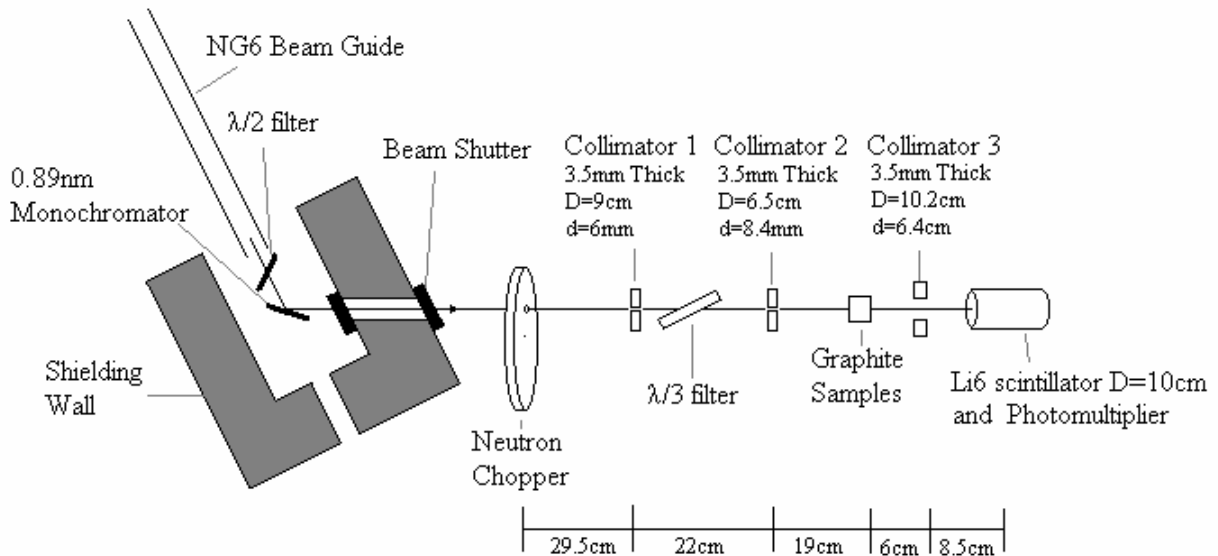 NG6 Beam Guide
λ/2 filter
0.89nm
Monochromator
Beam Shutter
Collimator 1
3.5mm Thick
D=9cm
d=6mm
Collimator 2
3.5mm Thick
D=6.5cm
d=8.4mm
Collimator 3
3.5mm Thick
D=10.2cm
d=6.4cm
Shielding
Wall
Neutron
Chopper
λ/3 filter
Graphite
Samples
Li6 scintillator D=10cm
and Photomultiplier
29.5cm
22cm
19cm
6cm
8.5cm